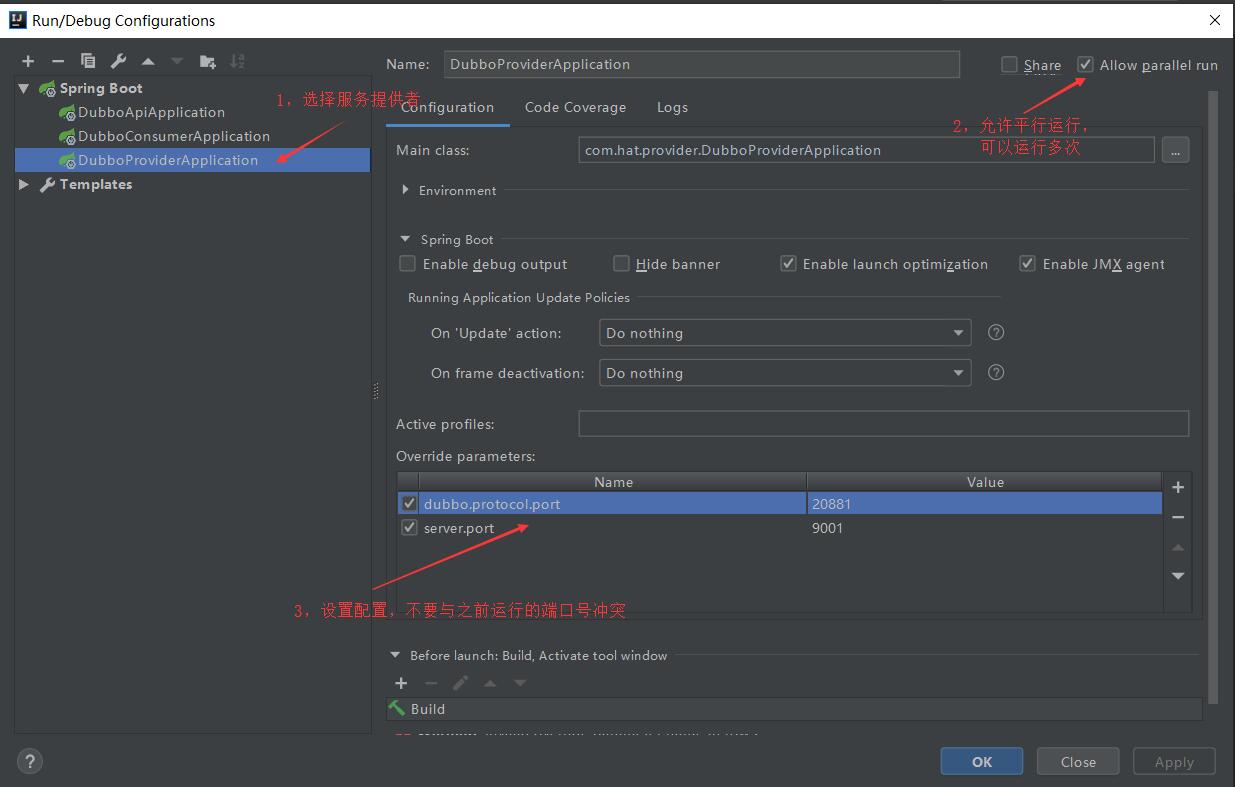 Run/Debug Configurations
Name: DubboProviderApplication Share Allow parallel run
Spring Boot
DubboApiApplication
DubboConsumerApplication
DubboProviderApplication
Templates
1，选择服务提供者
Configuration Code Coverage Logs
2，允许平行运行，
可以运行多次
Main class: com.hat.provider.DubboProviderApplication ...
Environment
Spring Boot
Enable debug output Hide banner Enable launch optimization Enable JMX agent
Running Application Update Policies
On 'Update' action: Do nothing ?
On frame deactivation: Do nothing ?
Active profiles:
Override parameters:
Name Value
dubbo.protocol.port 20881
server.port 9001
3，设置配置，不要与之前运行的端口号冲突
Before launch: Build, Activate tool window
Build
? OK Close Apply